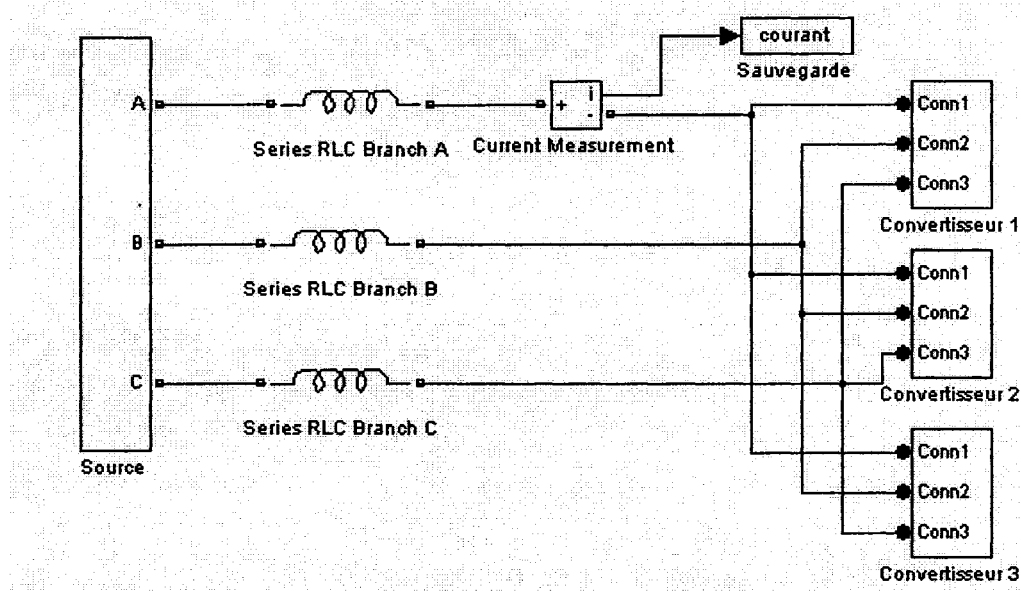 courant
Sauvegarde
A
+
i
-
Series RLC Branch A
Current Measurement
Conn1
Conn2
Conn3
Convertisseur 1
B
Series RLC Branch B
Conn1
Conn2
Conn3
Convertisseur 2
C
Series RLC Branch C
Source
Conn1
Conn2
Conn3
Convertisseur 3